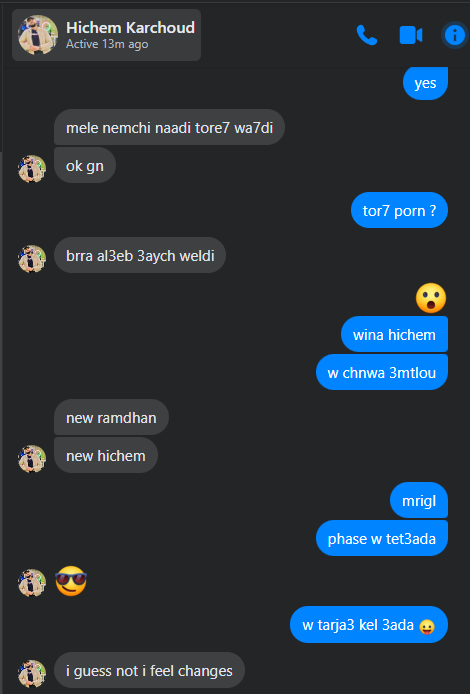 Hichem Karchoud
Active 13m ago
yes
mele nemchi naadi tore7 wa7di
ok gn
tor7 porn ?
brra al3eb 3aych weldi
😮
wina hichem
w chnwa 3mtlou
new ramdhan
new hichem
mrigl
phase w tet3ada
😎
w tarja3 kel 3ada 😛
i guess not i feel changes